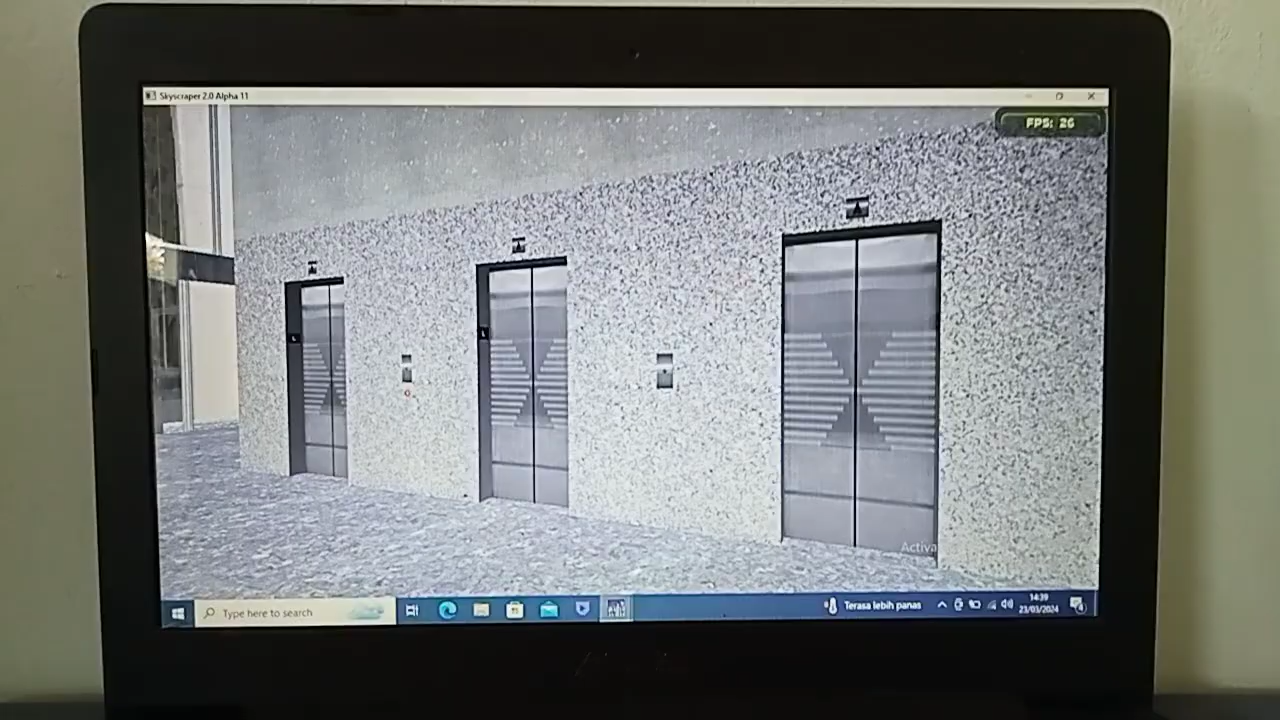 Skyscraper 2.0 Alpha 11
FPS: 26
L
L
Activa
Type here to search
Terasa lebih panas
14:39
23/03/2024
4